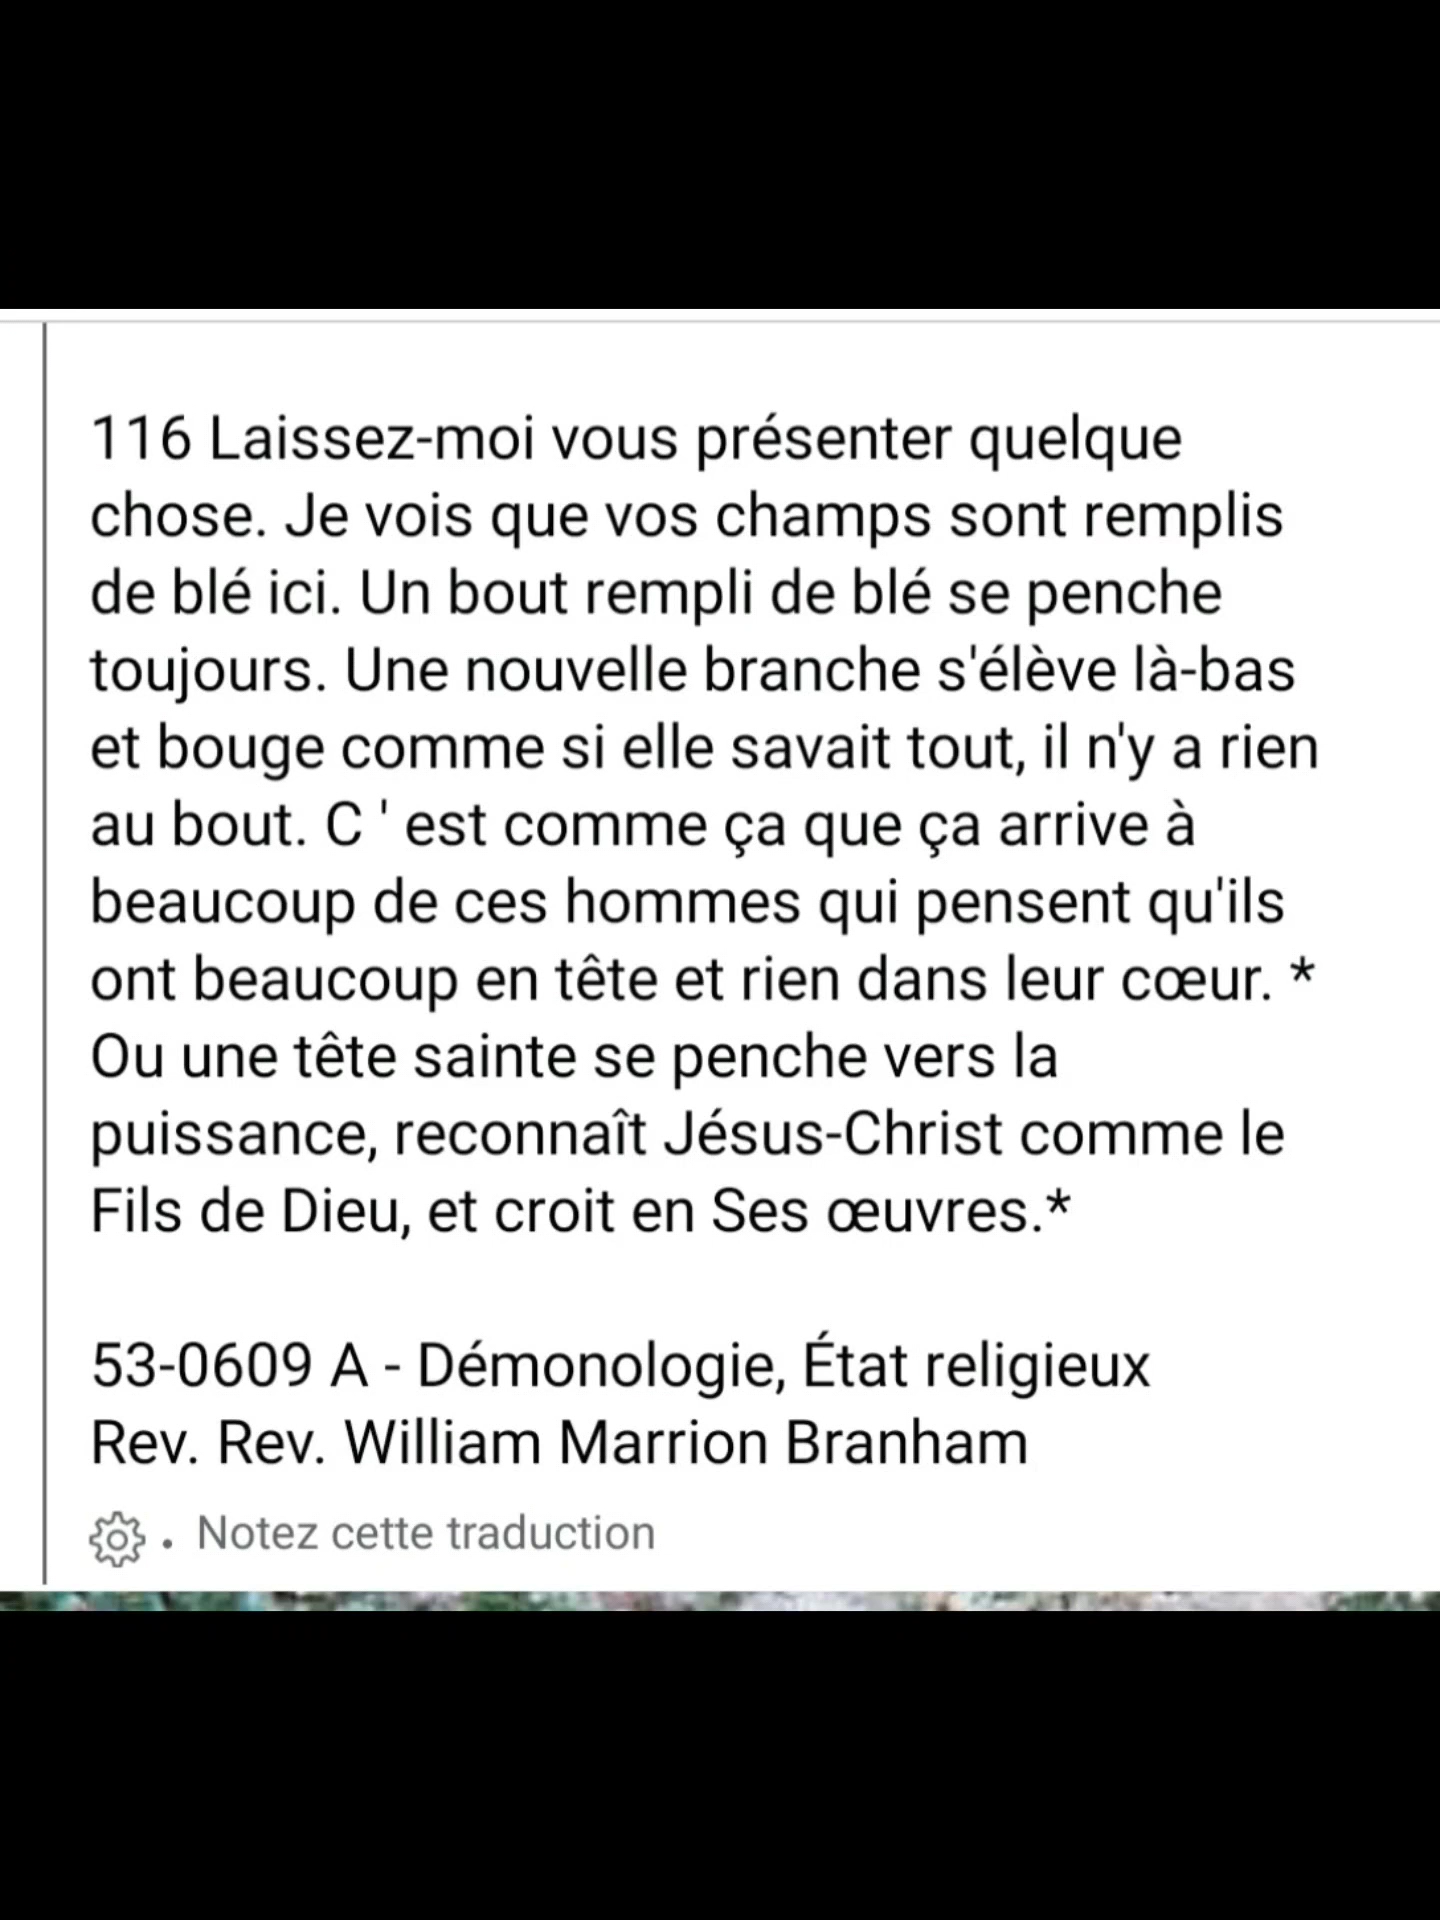 116 Laissez-moi vous présenter quelque
chose. Je vois que vos champs sont remplis
de blé ici. Un bout rempli de blé se penche
toujours. Une nouvelle branche s'élève là-bas
et bouge comme si elle savait tout, il n'y a rien
au bout. C ' est comme ça que ça arrive à
beaucoup de ces hommes qui pensent qu'ils
ont beaucoup en tête et rien dans leur cœur. *
Ou une tête sainte se penche vers la
puissance, reconnaît Jésus-Christ comme le
Fils de Dieu, et croit en Ses œuvres.*
53-0609 A - Démonologie, État religieux
Rev. Rev. William Marrion Branham
. Notez cette traduction